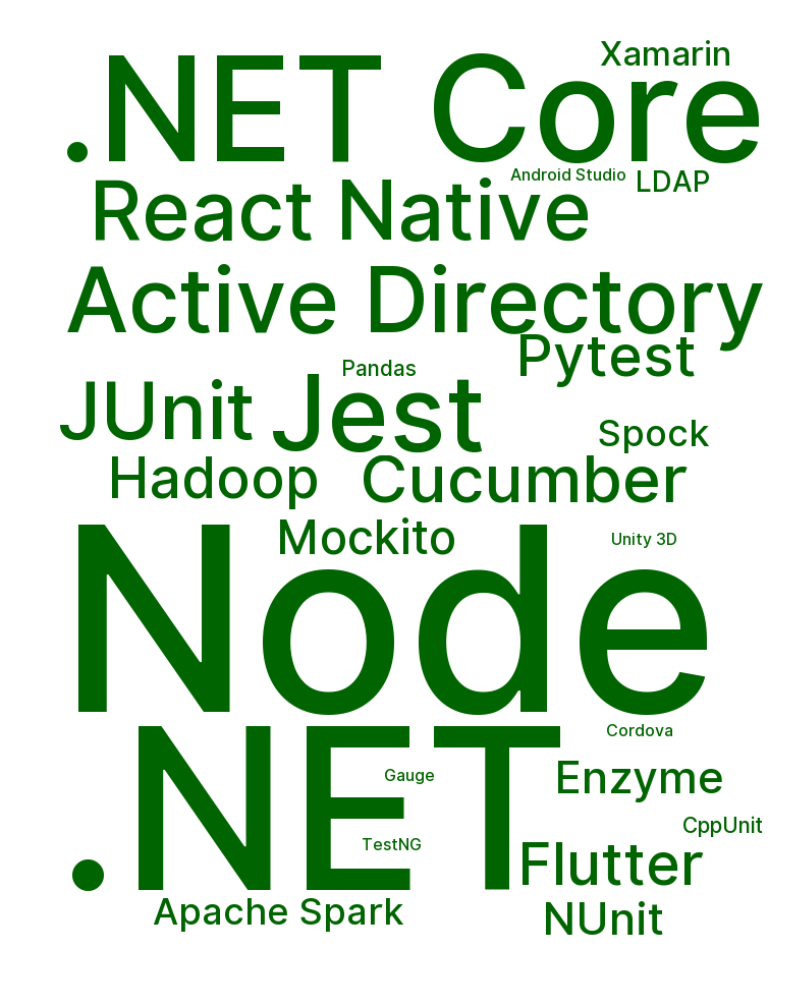 Xamarin
.NET Core
Android Studio
LDAP
React Native
Active Directory
Pytest
Pandas
JUnit
Jest
Spock
Hadoop
Cucumber
Mockito
Unity 3D
Node
Cordova
.NET
Gauge
Enzyme
CppUnit
TestNG
Flutter
Apache Spark
NUnit